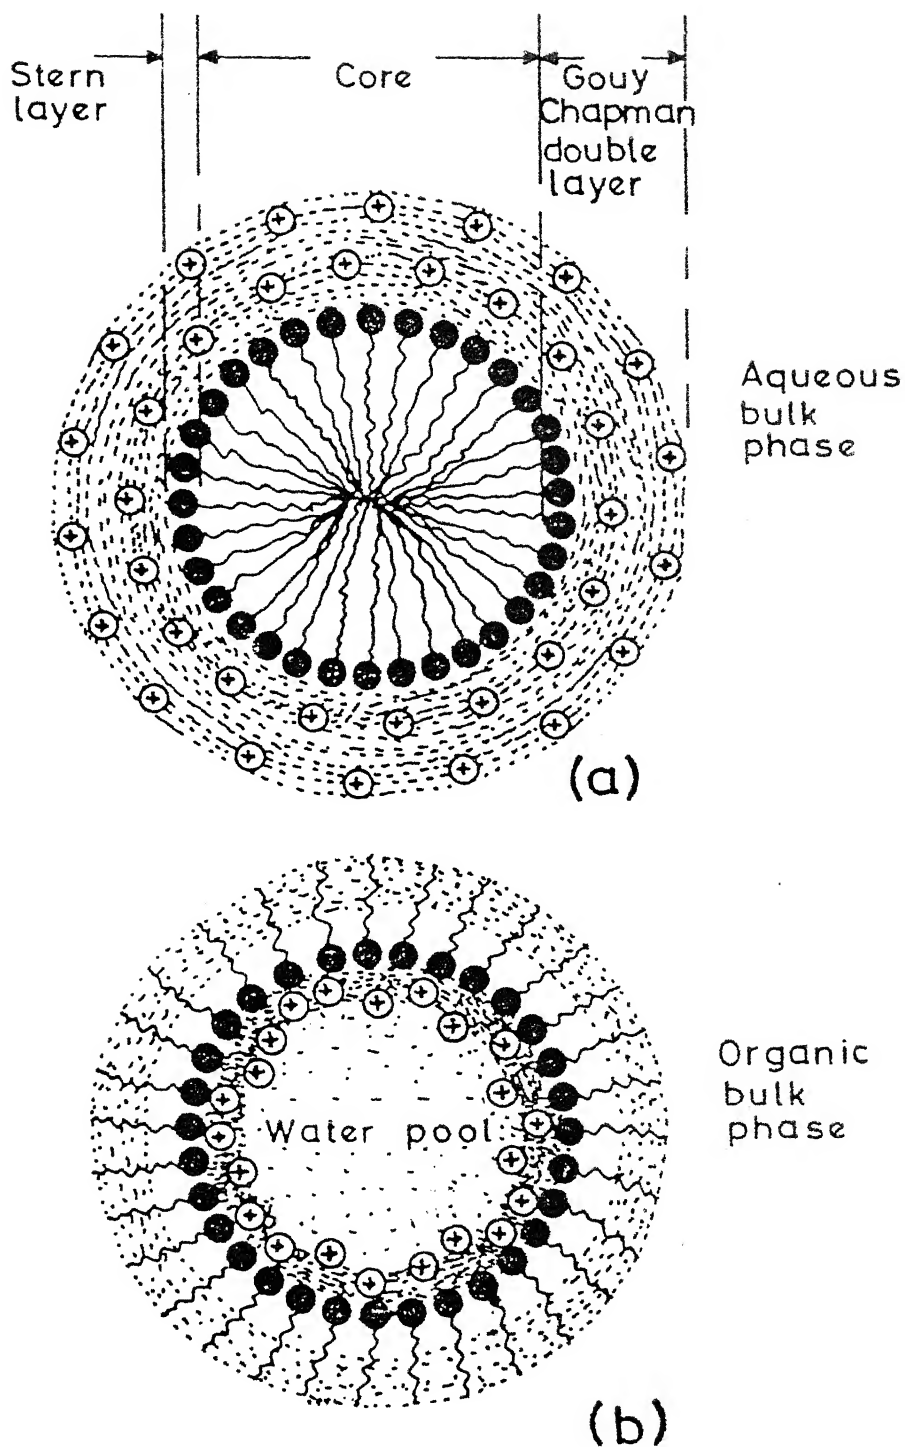 Stern
layer
Core
Gouy
Chapman
double
layer
Aqueous
bulk
phase
(a)
Organic
bulk
phase
Water pool
(b)